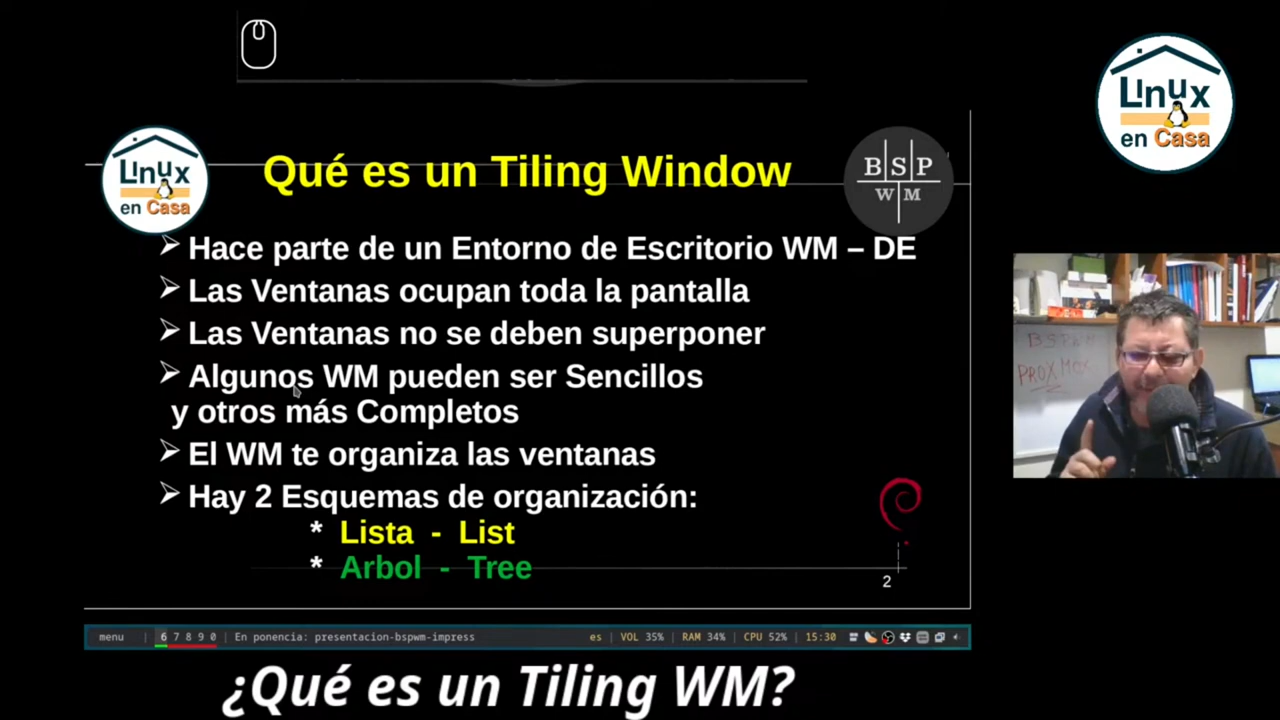 Linux
en Casa
Linux
en Casa
Qué es un Tiling Window
BSP
WM
Hace parte de un Entorno de Escritorio WM – DE
Las Ventanas ocupan toda la pantalla
Las Ventanas no se deben superponer
Algunos WM pueden ser Sencillos
y otros más Completos
El WM te organiza las ventanas
Hay 2 Esquemas de organización:
* Lista - List
* Arbol - Tree
2
BSPWM
PROXMOX
menu | 6 7 8 9 0 | En ponencia: presentacion-bspwm-impress es | VOL 35% | RAM 34% | CPU 52% | 15:30
¿Qué es un Tiling WM?